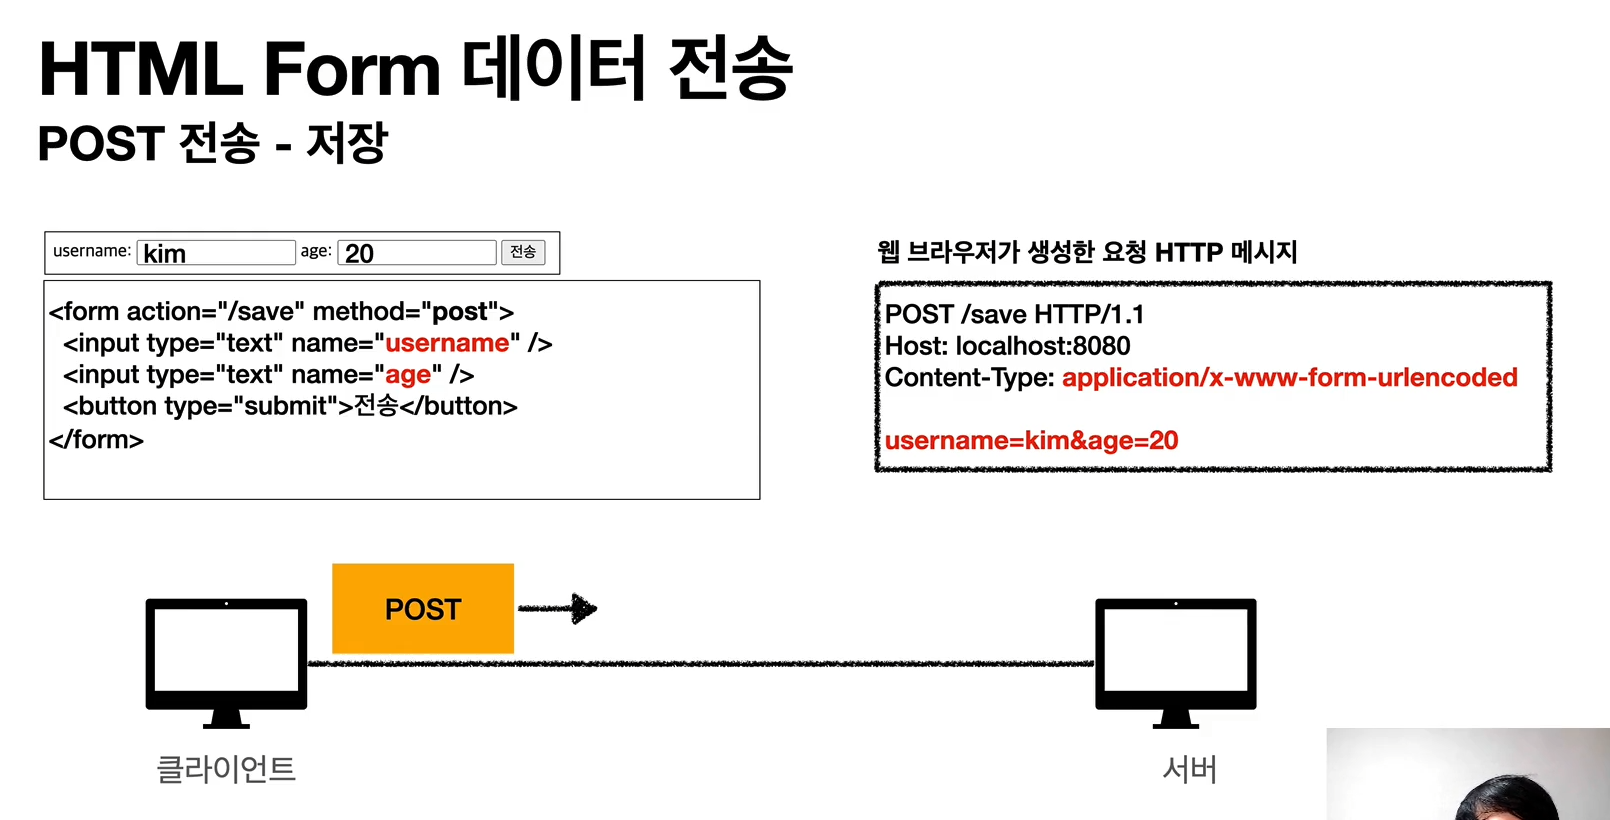 HTML Form 데이터 전송
POST 전송 - 저장
username: kim age: 20 전송
<form action="/save" method="post">
<input type="text" name="username" />
<input type="text" name="age" />
<button type="submit">전송</button>
</form>
웹 브라우저가 생성한 요청 HTTP 메시지
POST /save HTTP/1.1
Host: localhost:8080
Content-Type: application/x-www-form-urlencoded
username=kim&age=20
POST
클라이언트
서버